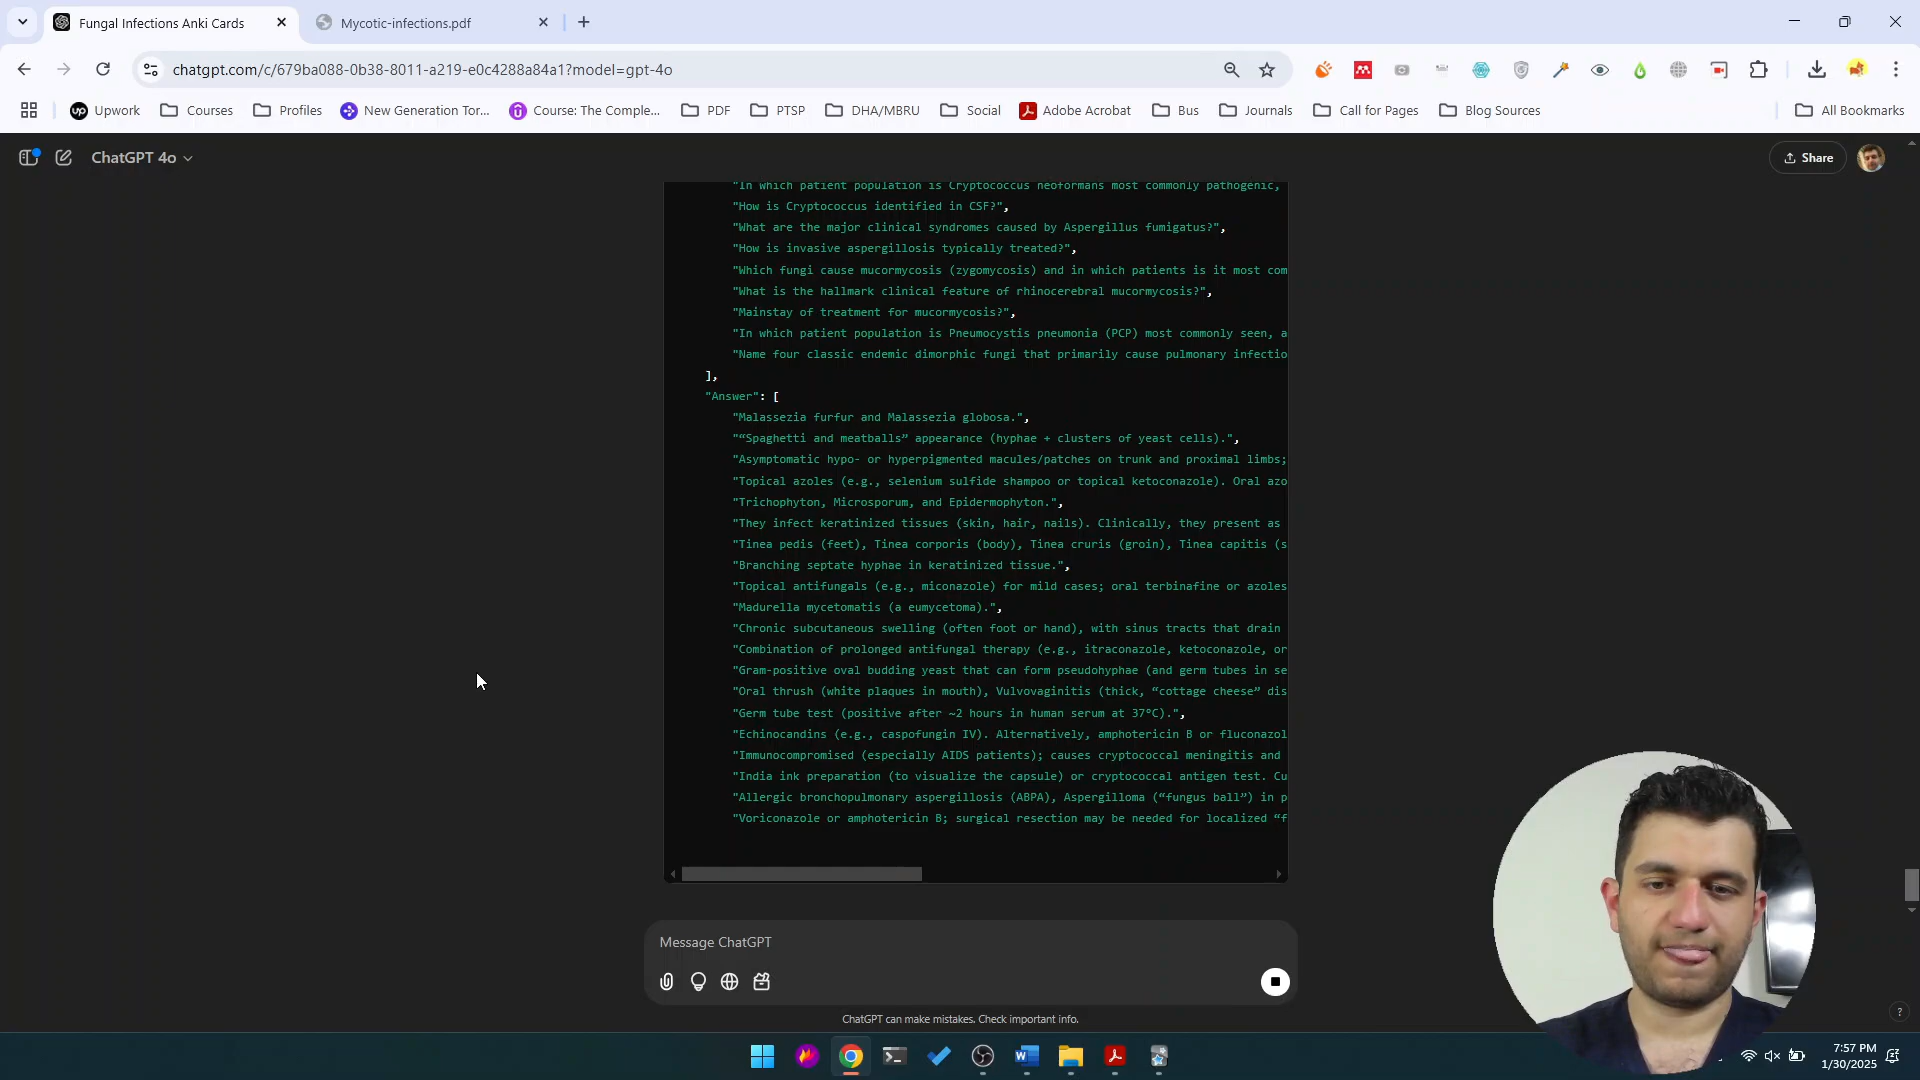 Fungal Infections Anki Cards
Mycotic-infections.pdf
chatgpt.com/c/679ba088-0b38-8011-a219-e0c4288a84a1?model=gpt-4o
Upwork
Courses
Profiles
New Generation Tor...
Course: The Comple...
PDF
PTSP
DHA/MBRU
Social
Adobe Acrobat
Bus
Journals
Call for Pages
Blog Sources
All Bookmarks
ChatGPT 4o
Share
"In which patient population is Cryptococcus neoformans most commonly pathogenic,
"How is Cryptococcus identified in CSF?",
"What are the major clinical syndromes caused by Aspergillus fumigatus?",
"How is invasive aspergillosis typically treated?",
"Which fungi cause mucormycosis (zygomycosis) and in which patients is it most com
"What is the hallmark clinical feature of rhinocerebral mucormycosis?",
"Mainstay of treatment for mucormycosis?",
"In which patient population is Pneumocystis pneumonia (PCP) most commonly seen, a
"Name four classic endemic dimorphic fungi that primarily cause pulmonary infectio
],
"Answer": [
"Malassezia furfur and Malassezia globosa.",
"“Spaghetti and meatballs” appearance (hyphae + clusters of yeast cells).",
"Asymptomatic hypo- or hyperpigmented macules/patches on trunk and proximal limbs;
"Topical azoles (e.g., selenium sulfide shampoo or topical ketoconazole). Oral azo
"Trichophyton, Microsporum, and Epidermophyton.",
"They infect keratinized tissues (skin, hair, nails). Clinically, they present as
"Tinea pedis (feet), Tinea corporis (body), Tinea cruris (groin), Tinea capitis (s
"Branching septate hyphae in keratinized tissue.",
"Topical antifungals (e.g., miconazole) for mild cases; oral terbinafine or azoles
"Madurella mycetomatis (a eumycetoma).",
"Chronic subcutaneous swelling (often foot or hand), with sinus tracts that drain
"Combination of prolonged antifungal therapy (e.g., itraconazole, ketoconazole, or
"Gram-positive oval budding yeast that can form pseudohyphae (and germ tubes in se
"Oral thrush (white plaques in mouth), Vulvovaginitis (thick, “cottage cheese” dis
"Germ tube test (positive after ~2 hours in human serum at 37°C).",
"Echinocandins (e.g., caspofungin IV). Alternatively, amphotericin B or fluconazol
"Immunocompromised (especially AIDS patients); causes cryptococcal meningitis and
"India ink preparation (to visualize the capsule) or cryptococcal antigen test. Cu
"Allergic bronchopulmonary aspergillosis (ABPA), Aspergilloma (“fungus ball”) in p
"Voriconazole or amphotericin B; surgical resection may be needed for localized “f
Message ChatGPT
ChatGPT can make mistakes. Check important info.
?
7:57 PM
1/30/2025